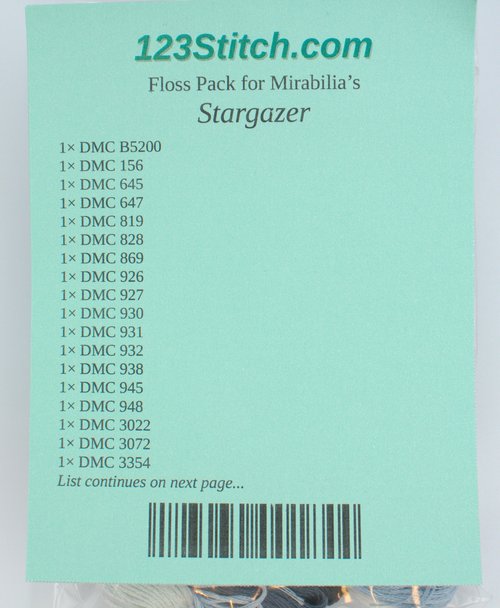 123Stitch.com
Floss Pack for Mirabilia’s
Stargazer
1× DMC B5200
1× DMC 156
1× DMC 645
1× DMC 647
1× DMC 819
1× DMC 828
1× DMC 869
1× DMC 926
1× DMC 927
1× DMC 930
1× DMC 931
1× DMC 932
1× DMC 938
1× DMC 945
1× DMC 948
1× DMC 3022
1× DMC 3072
1× DMC 3354
List continues on next page...